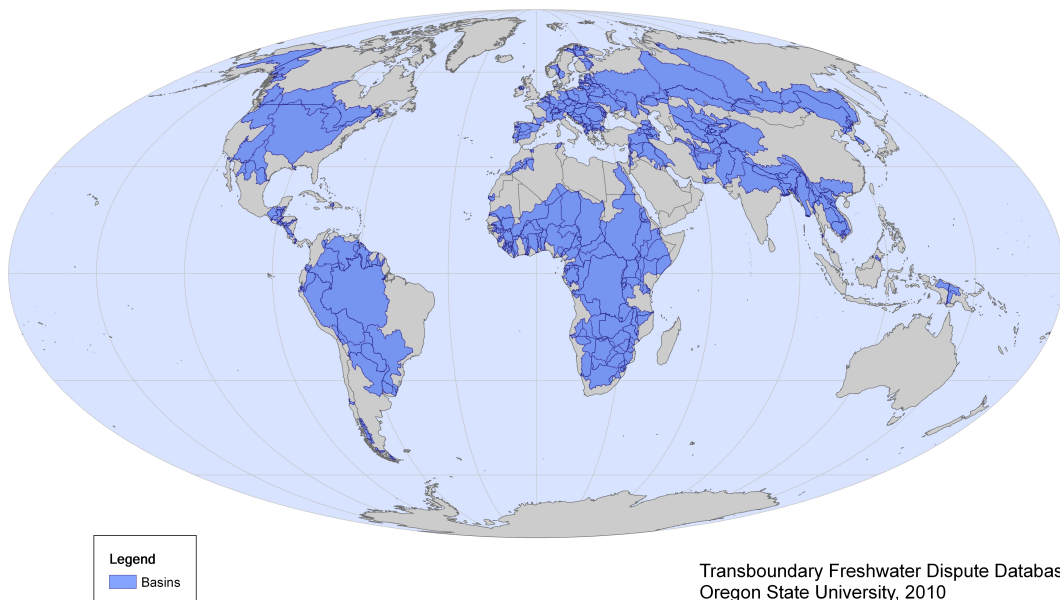 Legend
Basins
Transboundary Freshwater Dispute Databas
Oregon State University, 2010